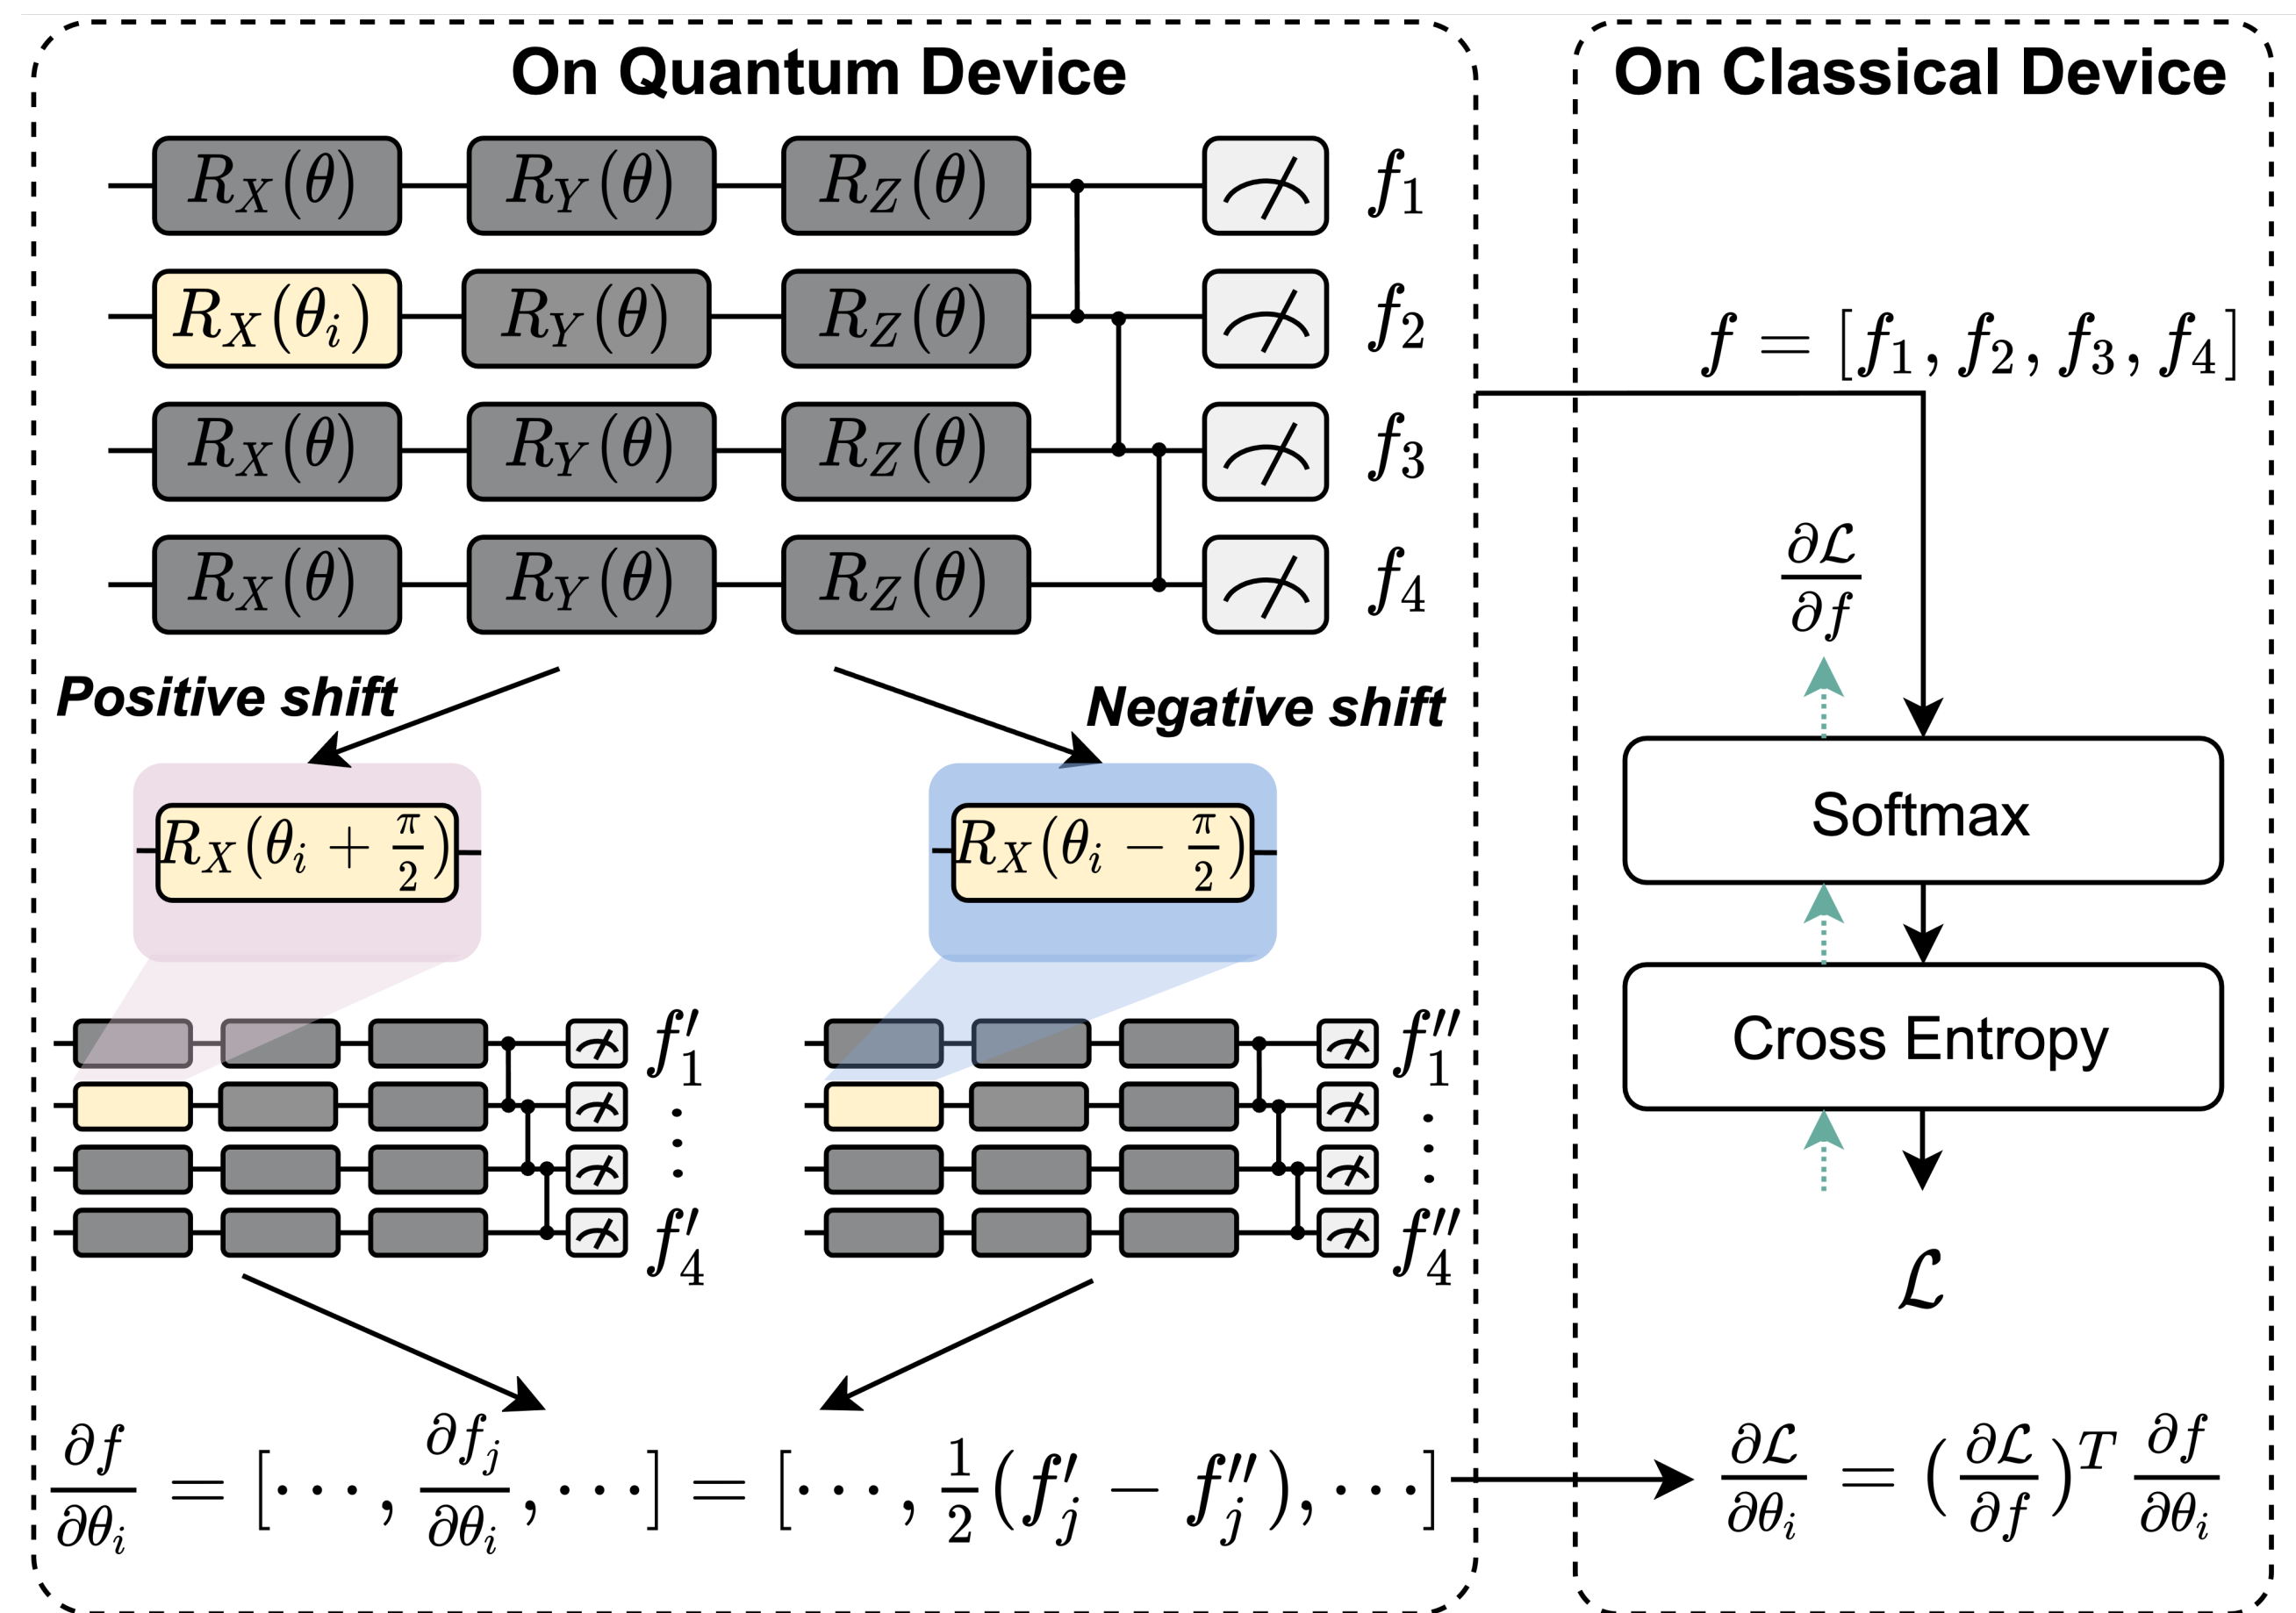 On Quantum Device
R_X(θ) R_Y(θ) R_Z(θ) f_1
R_X(θ_i) R_Y(θ) R_Z(θ) f_2
R_X(θ) R_Y(θ) R_Z(θ) f_3
R_X(θ) R_Y(θ) R_Z(θ) f_4
Positive shift
Negative shift
R_X(θ_i + π/2)
R_X(θ_i − π/2)
f′_1
⋮
f′_4
f″_1
⋮
f″_4
∂f/∂θ_i = [⋯, ∂f_j/∂θ_i, ⋯] = [⋯, 1/2(f′_j − f″_j), ⋯]
On Classical Device
f = [f_1, f_2, f_3, f_4]
∂ℒ/∂f
Softmax
Cross Entropy
ℒ
∂ℒ/∂θ_i = (∂ℒ/∂f)^T ∂f/∂θ_i